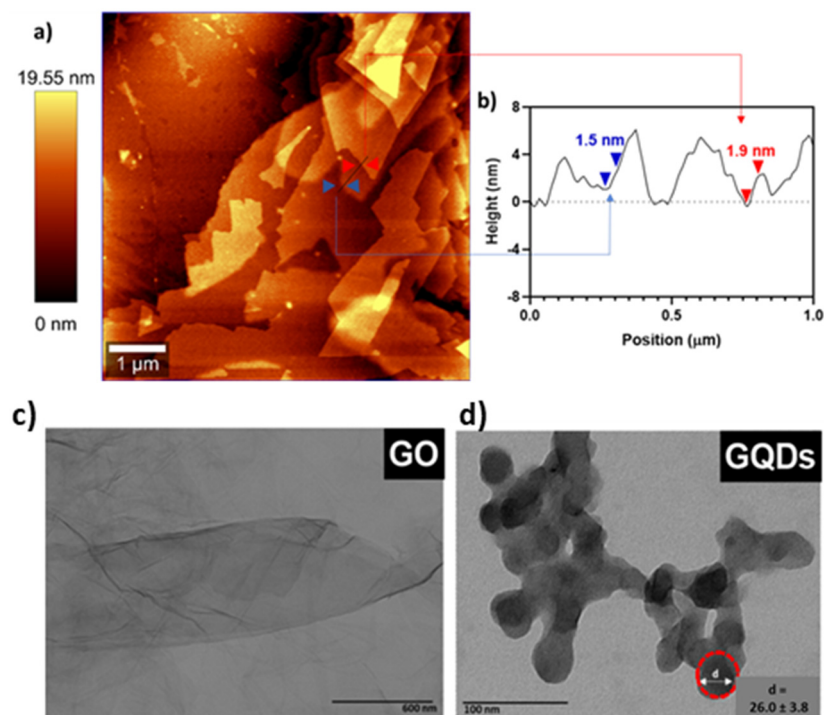 a)
19.55 nm
0 nm
1 µm
b)
8
4
0
-4
-8
Height (nm)
1.5 nm
1.9 nm
0.0
0.5
1.0
Position (µm)
c)
GO
600 nm
d)
GQDs
d
100 nm
d =
26.0 ± 3.8